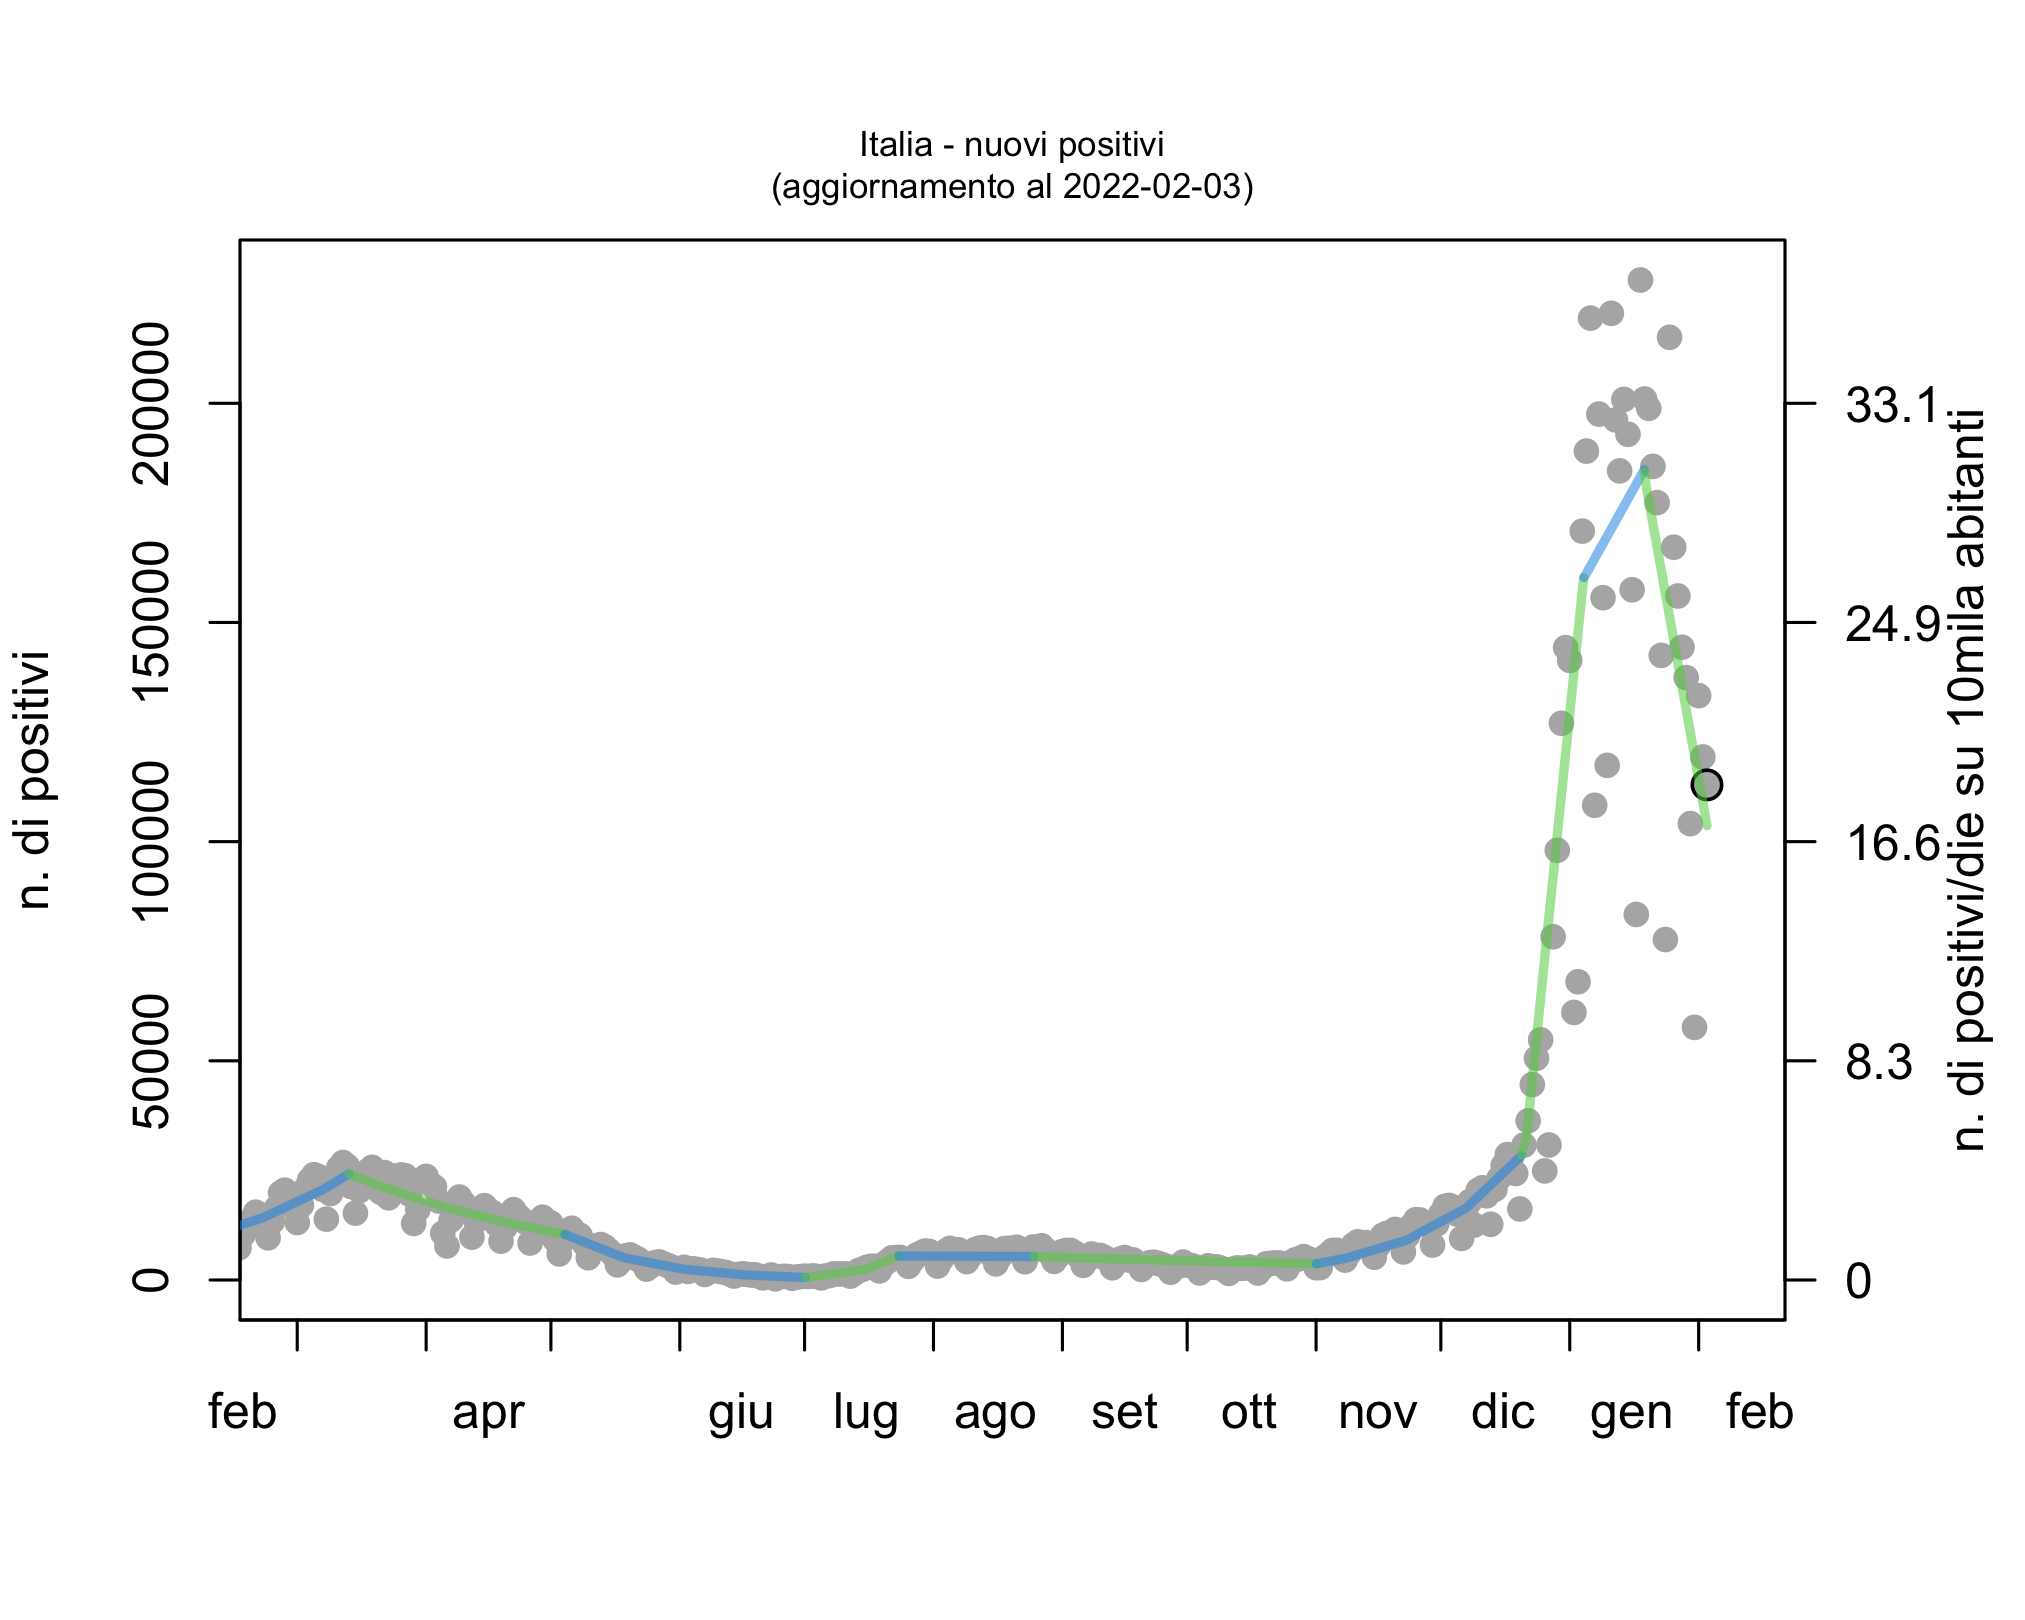 Italia - nuovi positivi
(aggiornamento al 2022-02-03)
n. di positivi
200000
150000
100000
50000
0
33.1
24.9
16.6
8.3
0
n. di positivi/die su 10mila abitanti
feb apr giu lug ago set ott nov dic gen feb